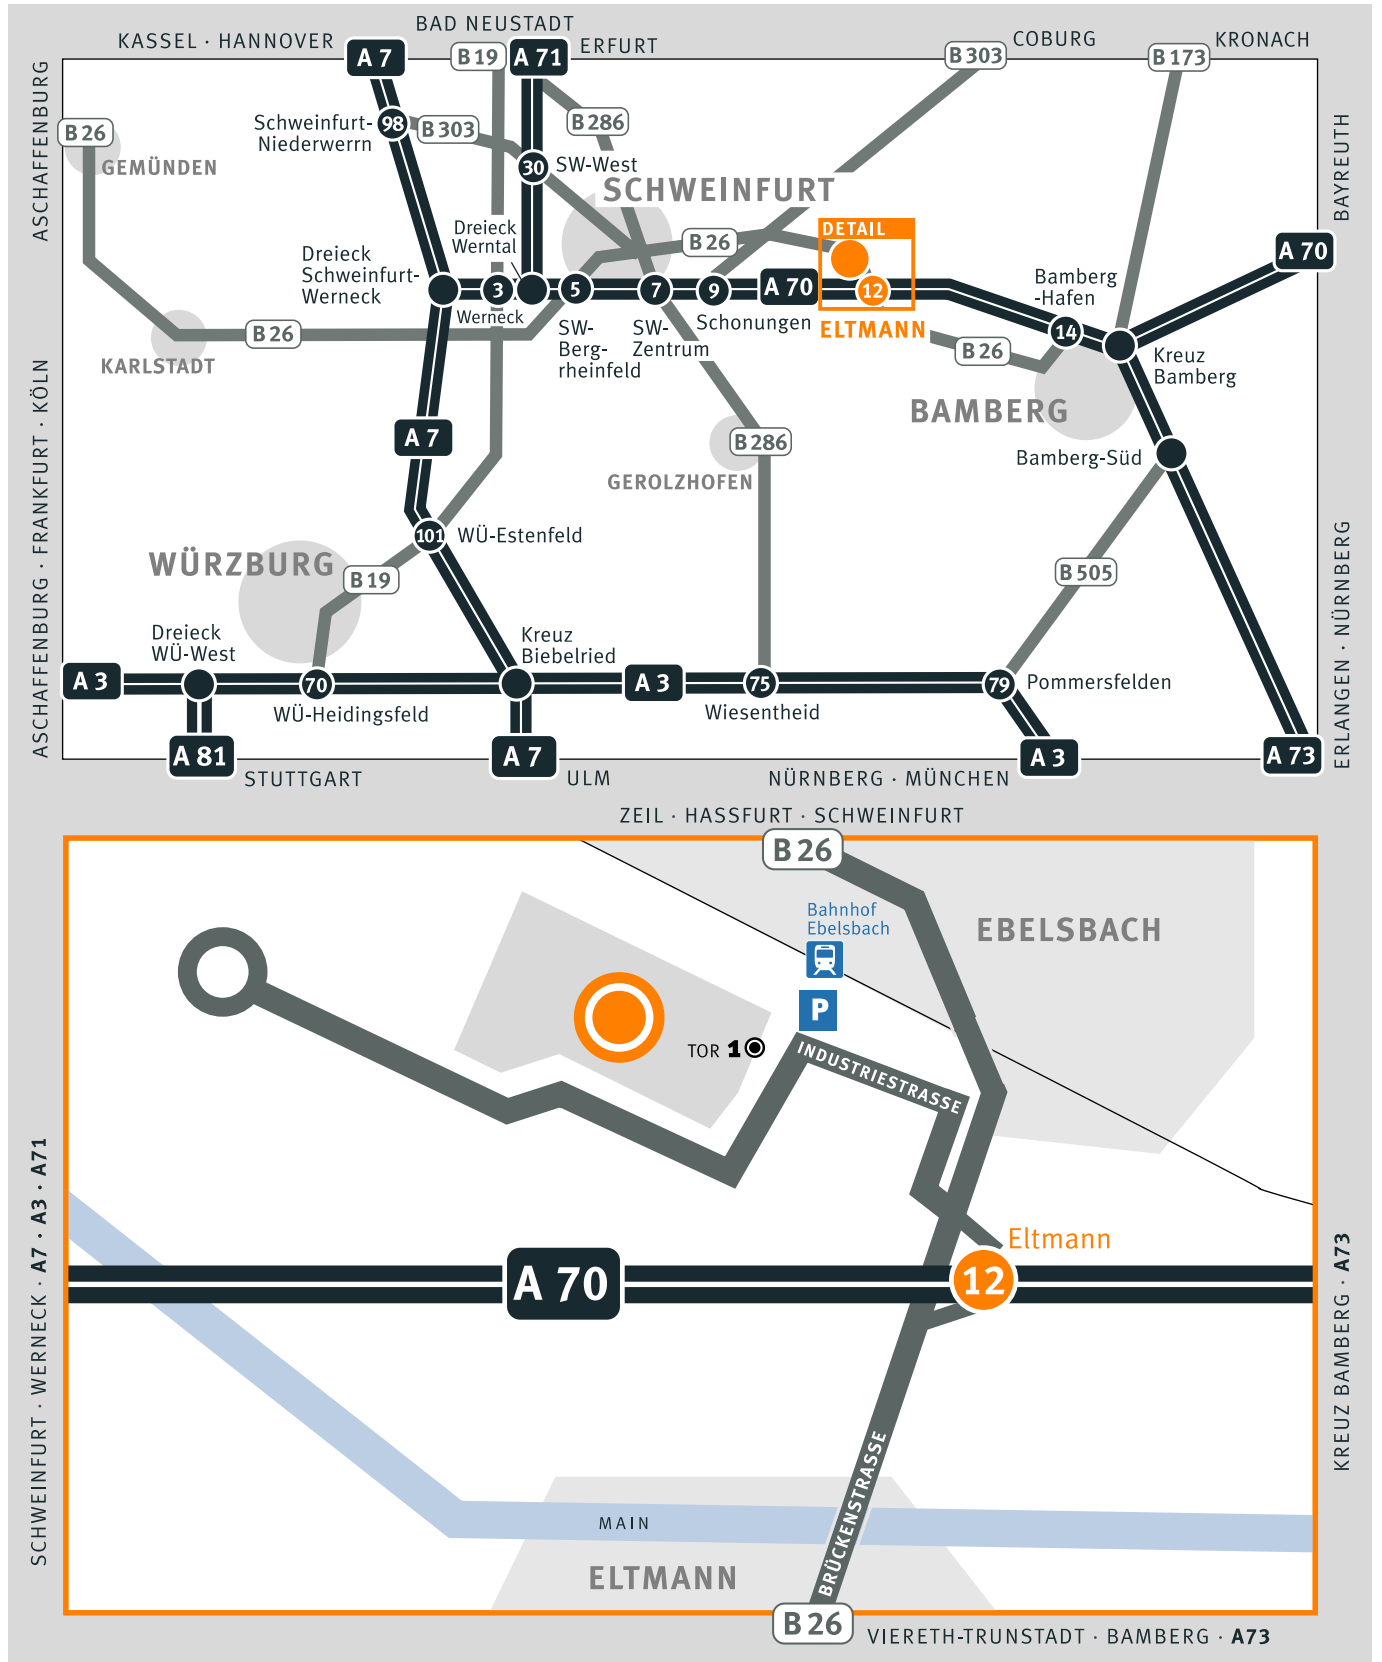 BAD NEUSTADT
KASSEL · HANNOVER
A 7
B 19
A 71
ERFURT
B 303
COBURG
B 173
KRONACH
ASCHAFFENBURG
BAYREUTH
B 26
GEMÜNDEN
Schweinfurt-
Niederwerrn
98
B 303
B 286
30
SW-West
SCHWEINFURT
Dreieck
Werntal
B 26
DETAIL
A 70
Dreieck
Schweinfurt-
Werneck
3
5
7
9
A 70
12
Bamberg
-Hafen
Werneck
SW-
Berg-
rheinfeld
SW-
Zentrum
Schonungen
ELTMANN
14
B 26
KARLSTADT
B 26
Kreuz
Bamberg
BAMBERG
A 7
B 286
GEROLZHOFEN
Bamberg-Süd
ASCHAFFENBURG · FRANKFURT · KÖLN
ERLANGEN · NÜRNBERG
101
WÜ-Estenfeld
WÜRZBURG
B 19
B 505
Dreieck
WÜ-West
Kreuz
Biebelried
A 3
70
A 3
75
79
Pommersfelden
WÜ-Heidingsfeld
Wiesentheid
A 81
STUTTGART
A 7
ULM
NÜRNBERG · MÜNCHEN
A 3
A 73
ZEIL · HASSFURT · SCHWEINFURT
B 26
Bahnhof
Ebelsbach
EBELSBACH
P
TOR 1
INDUSTRIESTRASSE
SCHWEINFURT · WERNECK · A7 · A3 · A71
Eltmann
A 70
12
KREUZ BAMBERG · A73
BRÜCKENSTRASSE
MAIN
ELTMANN
B 26
VIERETH-TRUNSTADT · BAMBERG · A73